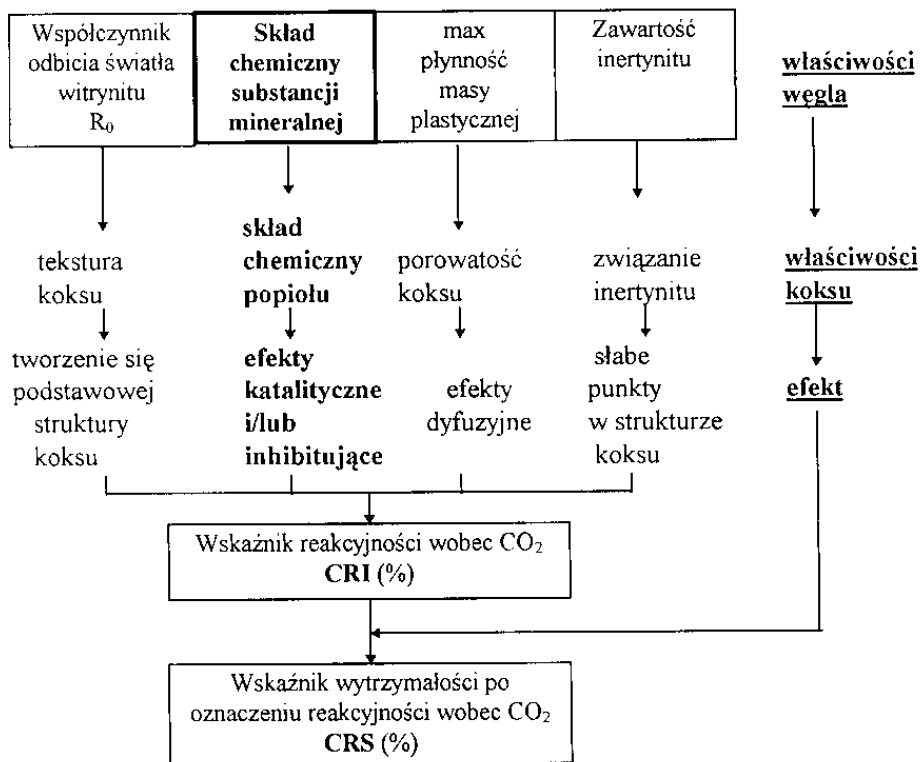 Współczynnik
odbicia światła
witrynitu
R₀
Skład
chemiczny
substancji
mineralnej
max
płynność
masy
plastycznej
Zawartość
inertynitu
właściwości
węgla
tekstura
koksu
skład
chemiczny
popiołu
porowatość
koksu
związanie
inertynitu
właściwości
koksu
tworzenie się
podstawowej
struktury
koksu
efekty
katalityczne
i/lub
inhibitujące
efekty
dyfuzyjne
słabe
punkty
w strukturze
koksu
efekt
Wskaźnik reakcyjności wobec CO₂
CRI (%)
Wskaźnik wytrzymałości po
oznaczeniu reakcyjności wobec CO₂
CRS (%)